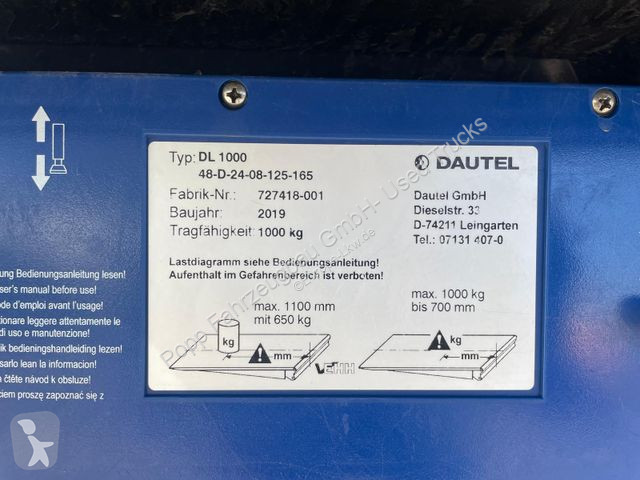 Typ: DL 1000
48-D-24-08-125-165
Fabrik-Nr.: 727418-001
Baujahr: 2019
Tragfähigkeit: 1000 kg
DAUTEL
Dautel GmbH
Dieselstr. 33
D-74211 Leingarten
Tel.: 07131 407-0
Lastdiagramm siehe Bedienungsanleitung!
Aufenthalt im Gefahrenbereich ist verboten!
max. 1100 mm
mit 650 kg
kg
mm
max. 1000 kg
bis 700 mm
kg
mm
VEHH
Bedienungsanleitung lesen!
manual before use!
d'emploi avant l'usage!
leggere attentamente le
di uso e manutenzione!
bedieningshandleiding lezen!
lean la informacion!
čtěte návod k obsluze!
proszę zapoznać się z
Popp Fahrzeugbau GmbH- Used Trucks